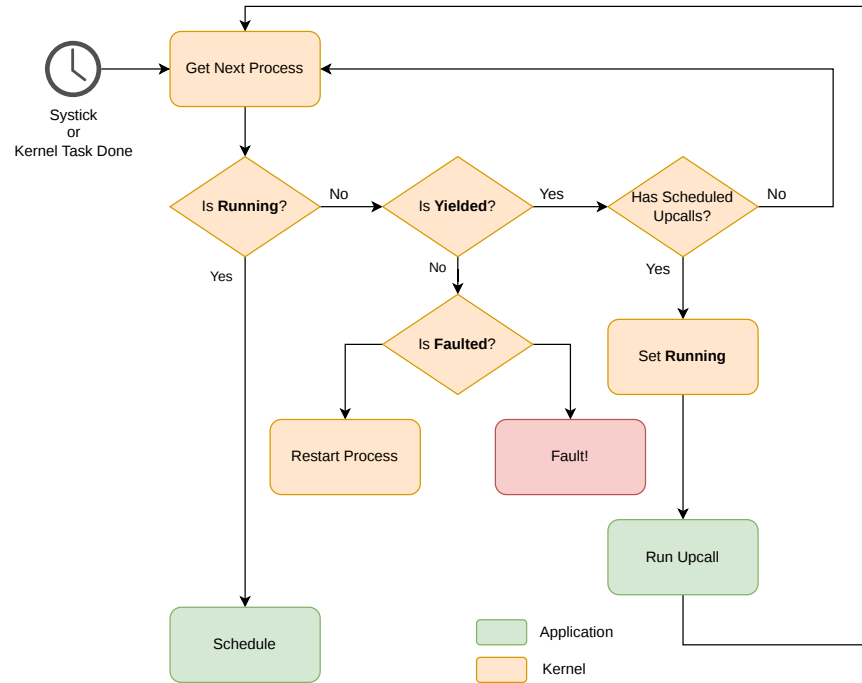 Get Next Process
Systick
or
Kernel Task Done
Is Running?
No
Is Yielded?
Yes
Has Scheduled
Upcalls?
No
Yes
No
Yes
Is Faulted?
Set Running
Restart Process
Fault!
Run Upcall
Schedule
Application
Kernel